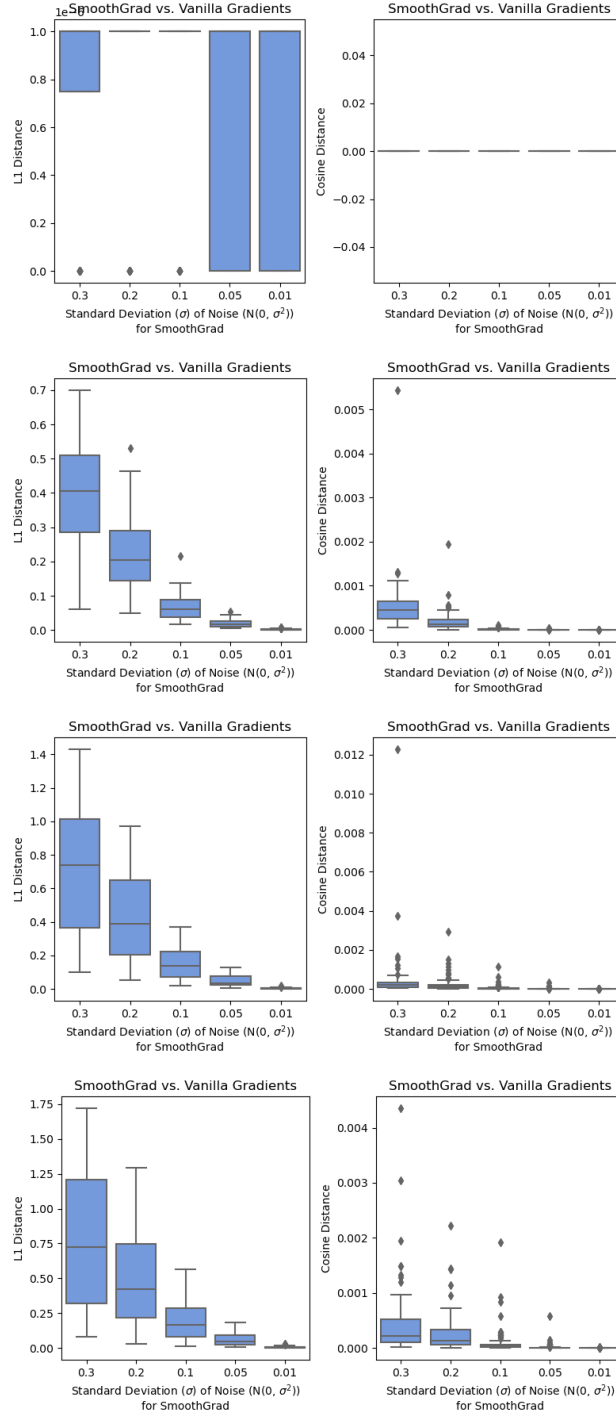 SmoothGrad vs. Vanilla Gradients
1e−6
1.0
0.8
0.6
0.4
0.2
0.0
L1 Distance
0.3 0.2 0.1 0.05 0.01
Standard Deviation (σ) of Noise (N(0, σ²))
for SmoothGrad
SmoothGrad vs. Vanilla Gradients
0.04
0.02
0.00
−0.02
−0.04
Cosine Distance
0.3 0.2 0.1 0.05 0.01
Standard Deviation (σ) of Noise (N(0, σ²))
for SmoothGrad
SmoothGrad vs. Vanilla Gradients
0.7
0.6
0.5
0.4
0.3
0.2
0.1
0.0
L1 Distance
0.3 0.2 0.1 0.05 0.01
Standard Deviation (σ) of Noise (N(0, σ²))
for SmoothGrad
SmoothGrad vs. Vanilla Gradients
0.005
0.004
0.003
0.002
0.001
0.000
Cosine Distance
0.3 0.2 0.1 0.05 0.01
Standard Deviation (σ) of Noise (N(0, σ²))
for SmoothGrad
SmoothGrad vs. Vanilla Gradients
1.4
1.2
1.0
0.8
0.6
0.4
0.2
0.0
L1 Distance
0.3 0.2 0.1 0.05 0.01
Standard Deviation (σ) of Noise (N(0, σ²))
for SmoothGrad
SmoothGrad vs. Vanilla Gradients
0.012
0.010
0.008
0.006
0.004
0.002
0.000
Cosine Distance
0.3 0.2 0.1 0.05 0.01
Standard Deviation (σ) of Noise (N(0, σ²))
for SmoothGrad
SmoothGrad vs. Vanilla Gradients
1.75
1.50
1.25
1.00
0.75
0.50
0.25
0.00
L1 Distance
0.3 0.2 0.1 0.05 0.01
Standard Deviation (σ) of Noise (N(0, σ²))
for SmoothGrad
SmoothGrad vs. Vanilla Gradients
0.004
0.003
0.002
0.001
0.000
Cosine Distance
0.3 0.2 0.1 0.05 0.01
Standard Deviation (σ) of Noise (N(0, σ²))
for SmoothGrad